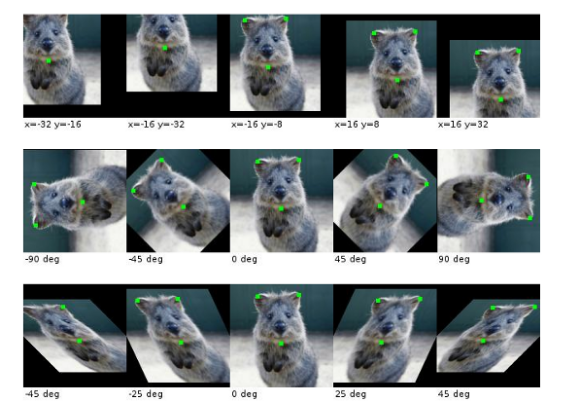 x=-32 y=-16 x=-16 y=-32 x=-16 y=-8 x=16 y=8 x=16 y=32
-90 deg -45 deg 0 deg 45 deg 90 deg
-45 deg -25 deg 0 deg 25 deg 45 deg